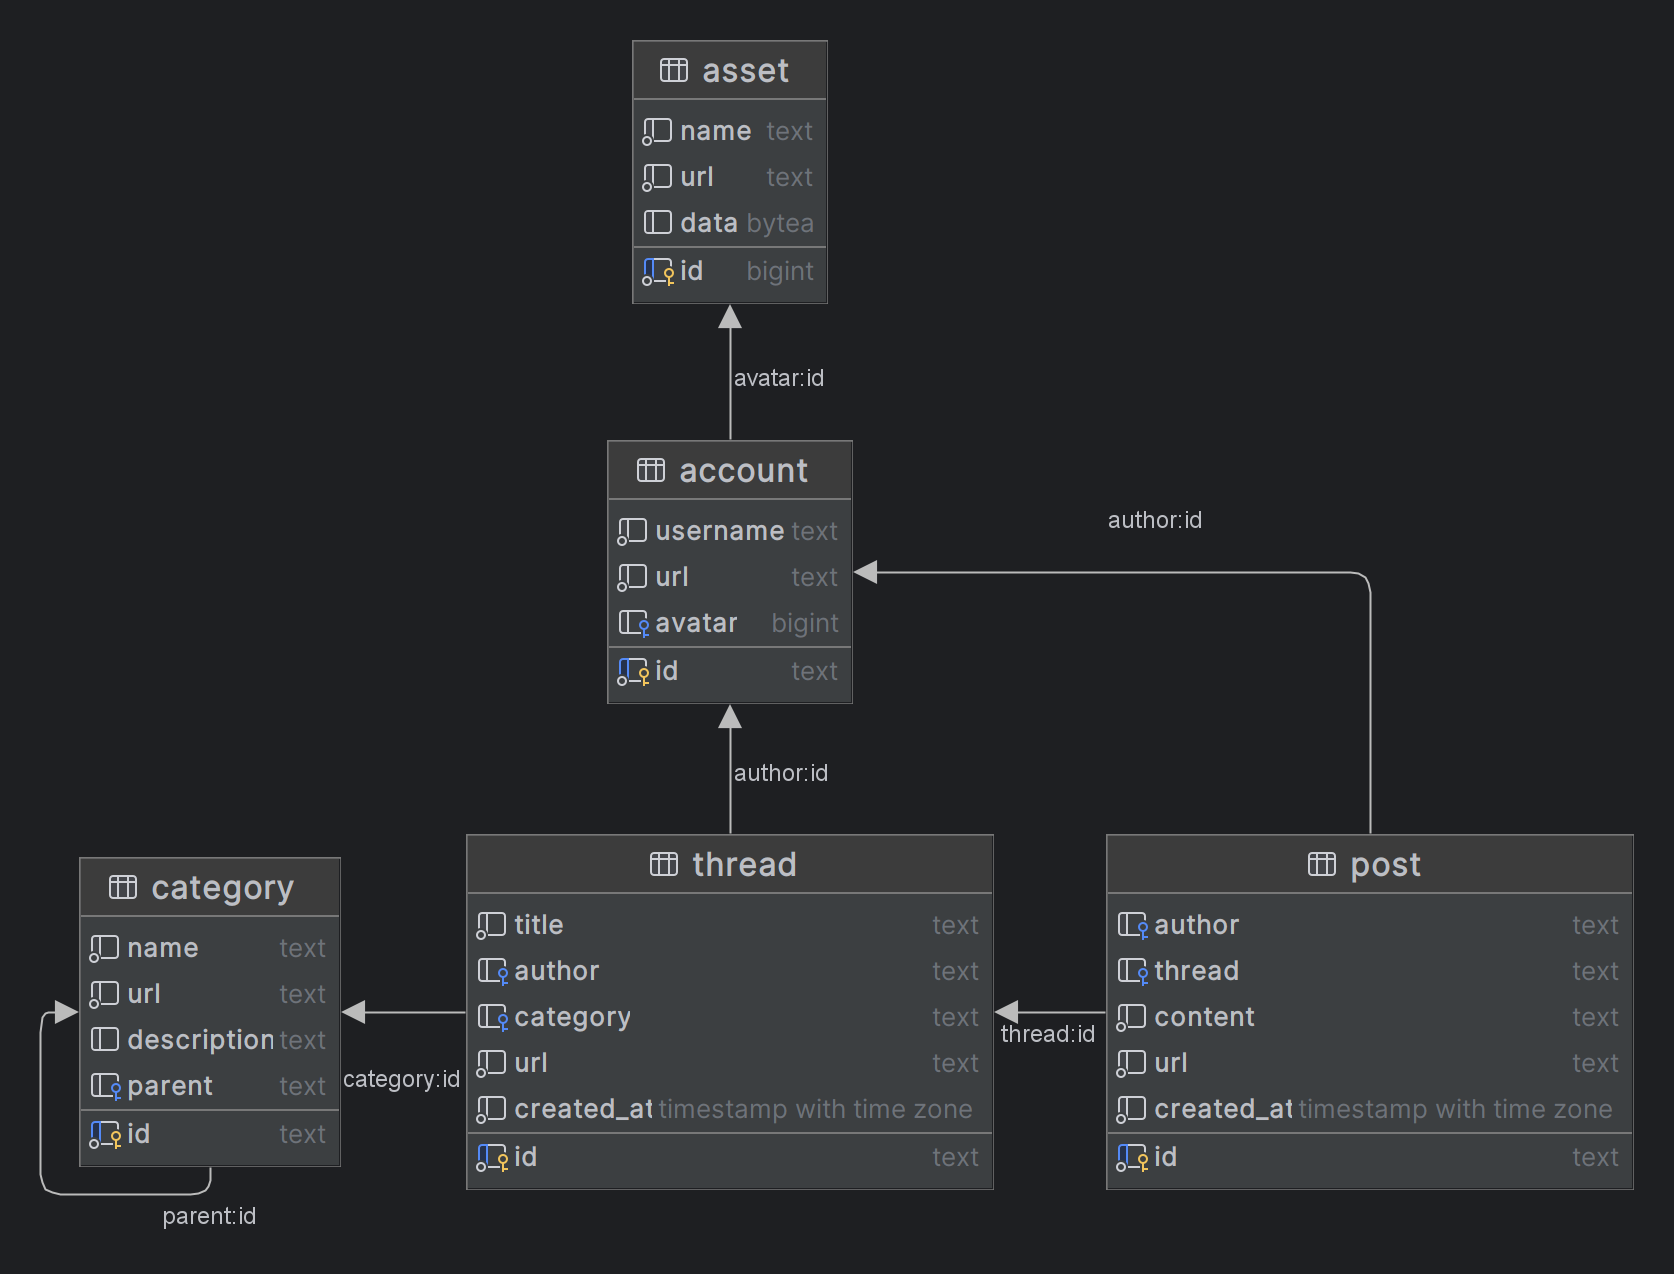 asset
name text
url text
data bytea
id bigint
avatar:id
account
username text
url text
avatar bigint
id text
author:id
author:id
category
name text
url text
description text
parent text
id text
parent:id
category:id
thread
title text
author text
category text
url text
created_at timestamp with time zone
id text
thread:id
post
author text
thread text
content text
url text
created_at timestamp with time zone
id text